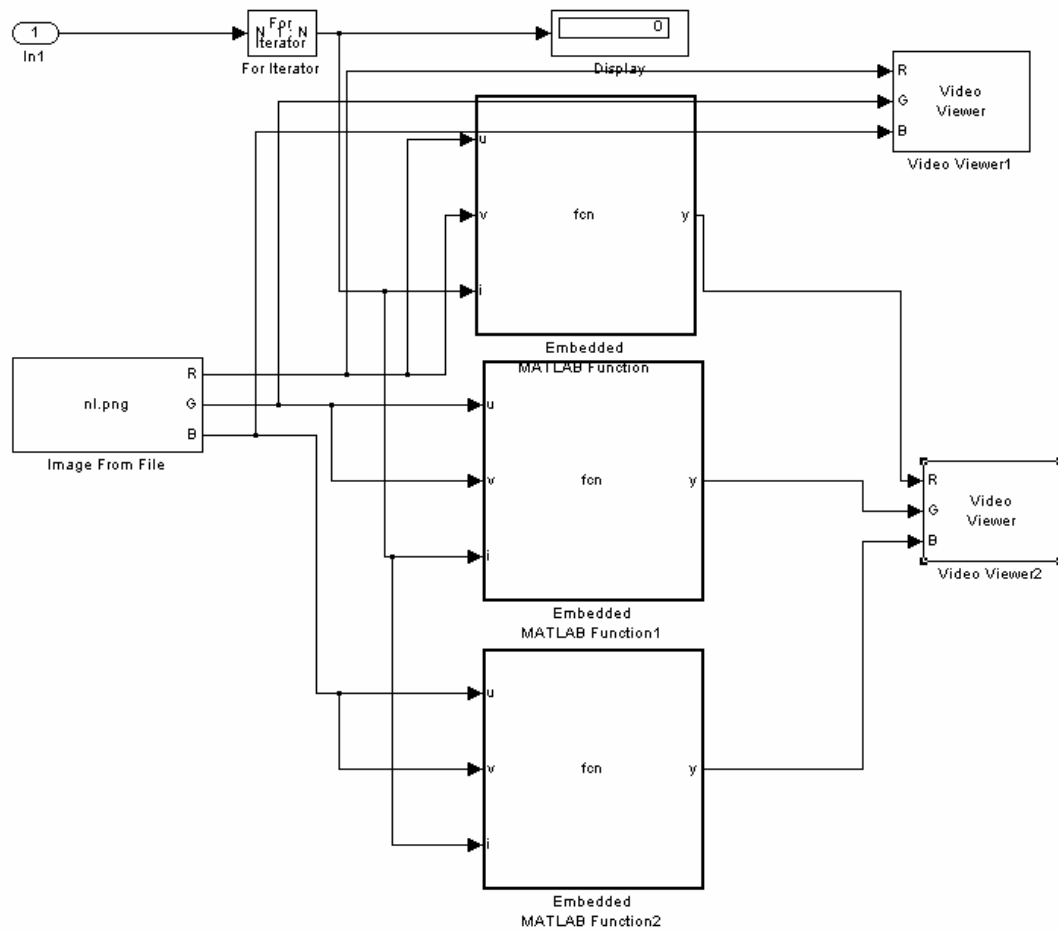 1
In1
For
N 1 : N
Iterator
For Iterator
0
Display
R
G
B
Video
Viewer
Video Viewer1
u
v
i
fcn
y
Embedded
MATLAB Function
nl.png
R
G
B
Image From File
u
v
i
fcn
y
Embedded
MATLAB Function1
R
G
B
Video
Viewer
Video Viewer2
u
v
i
fcn
y
Embedded
MATLAB Function2